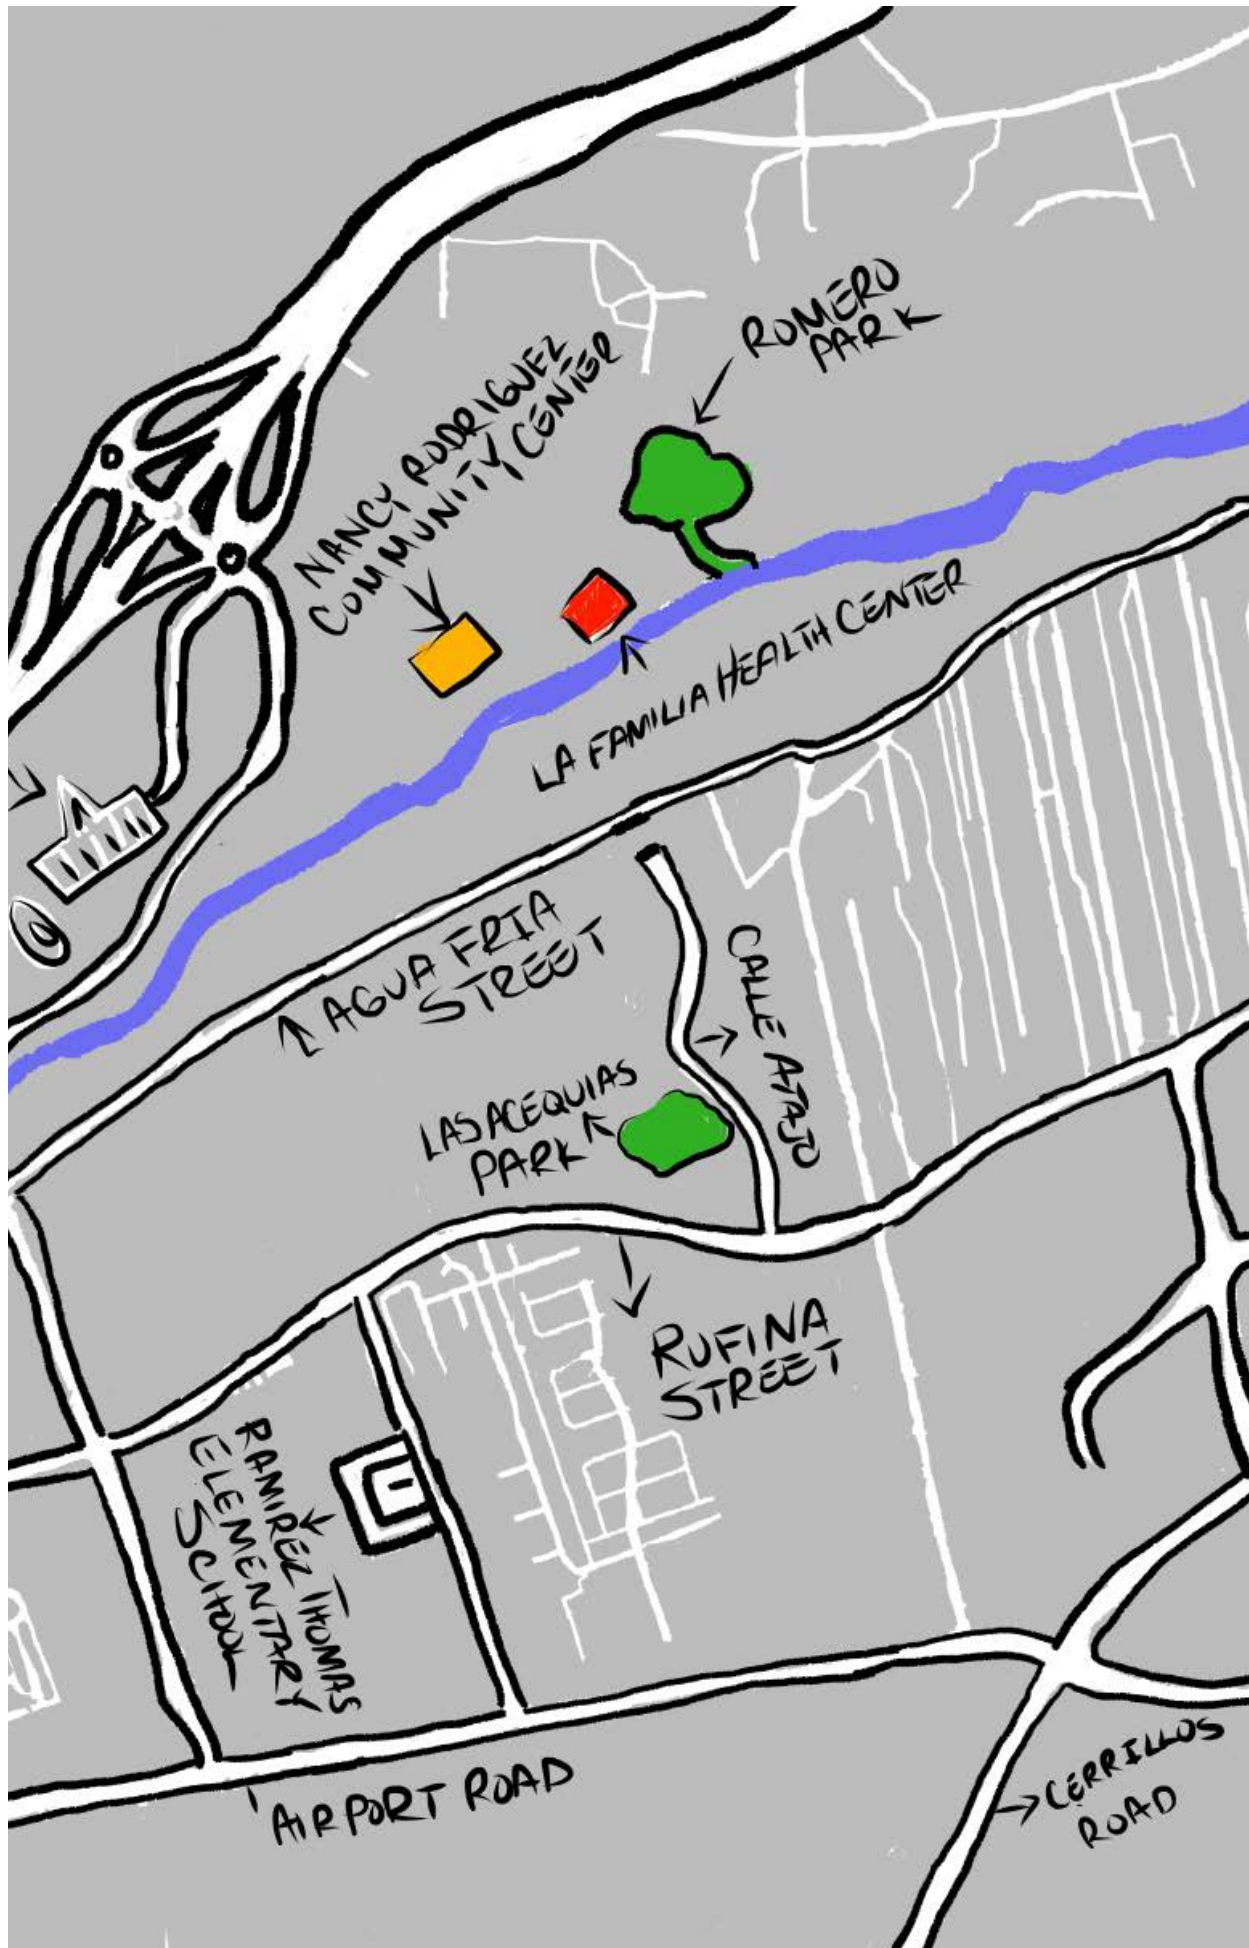 ROMERO
PARK
NANCY RODRIGUEZ
COMMUNITY CENTER
LA FAMILIA HEALTH CENTER
AGUA FRIA
STREET
CALLE ATAJO
LAS ACEQUIAS
PARK
RUFINA
STREET
RAMIREZ THOMAS
ELEMENTARY
SCHOOL
AIRPORT ROAD
CERRILLOS
ROAD